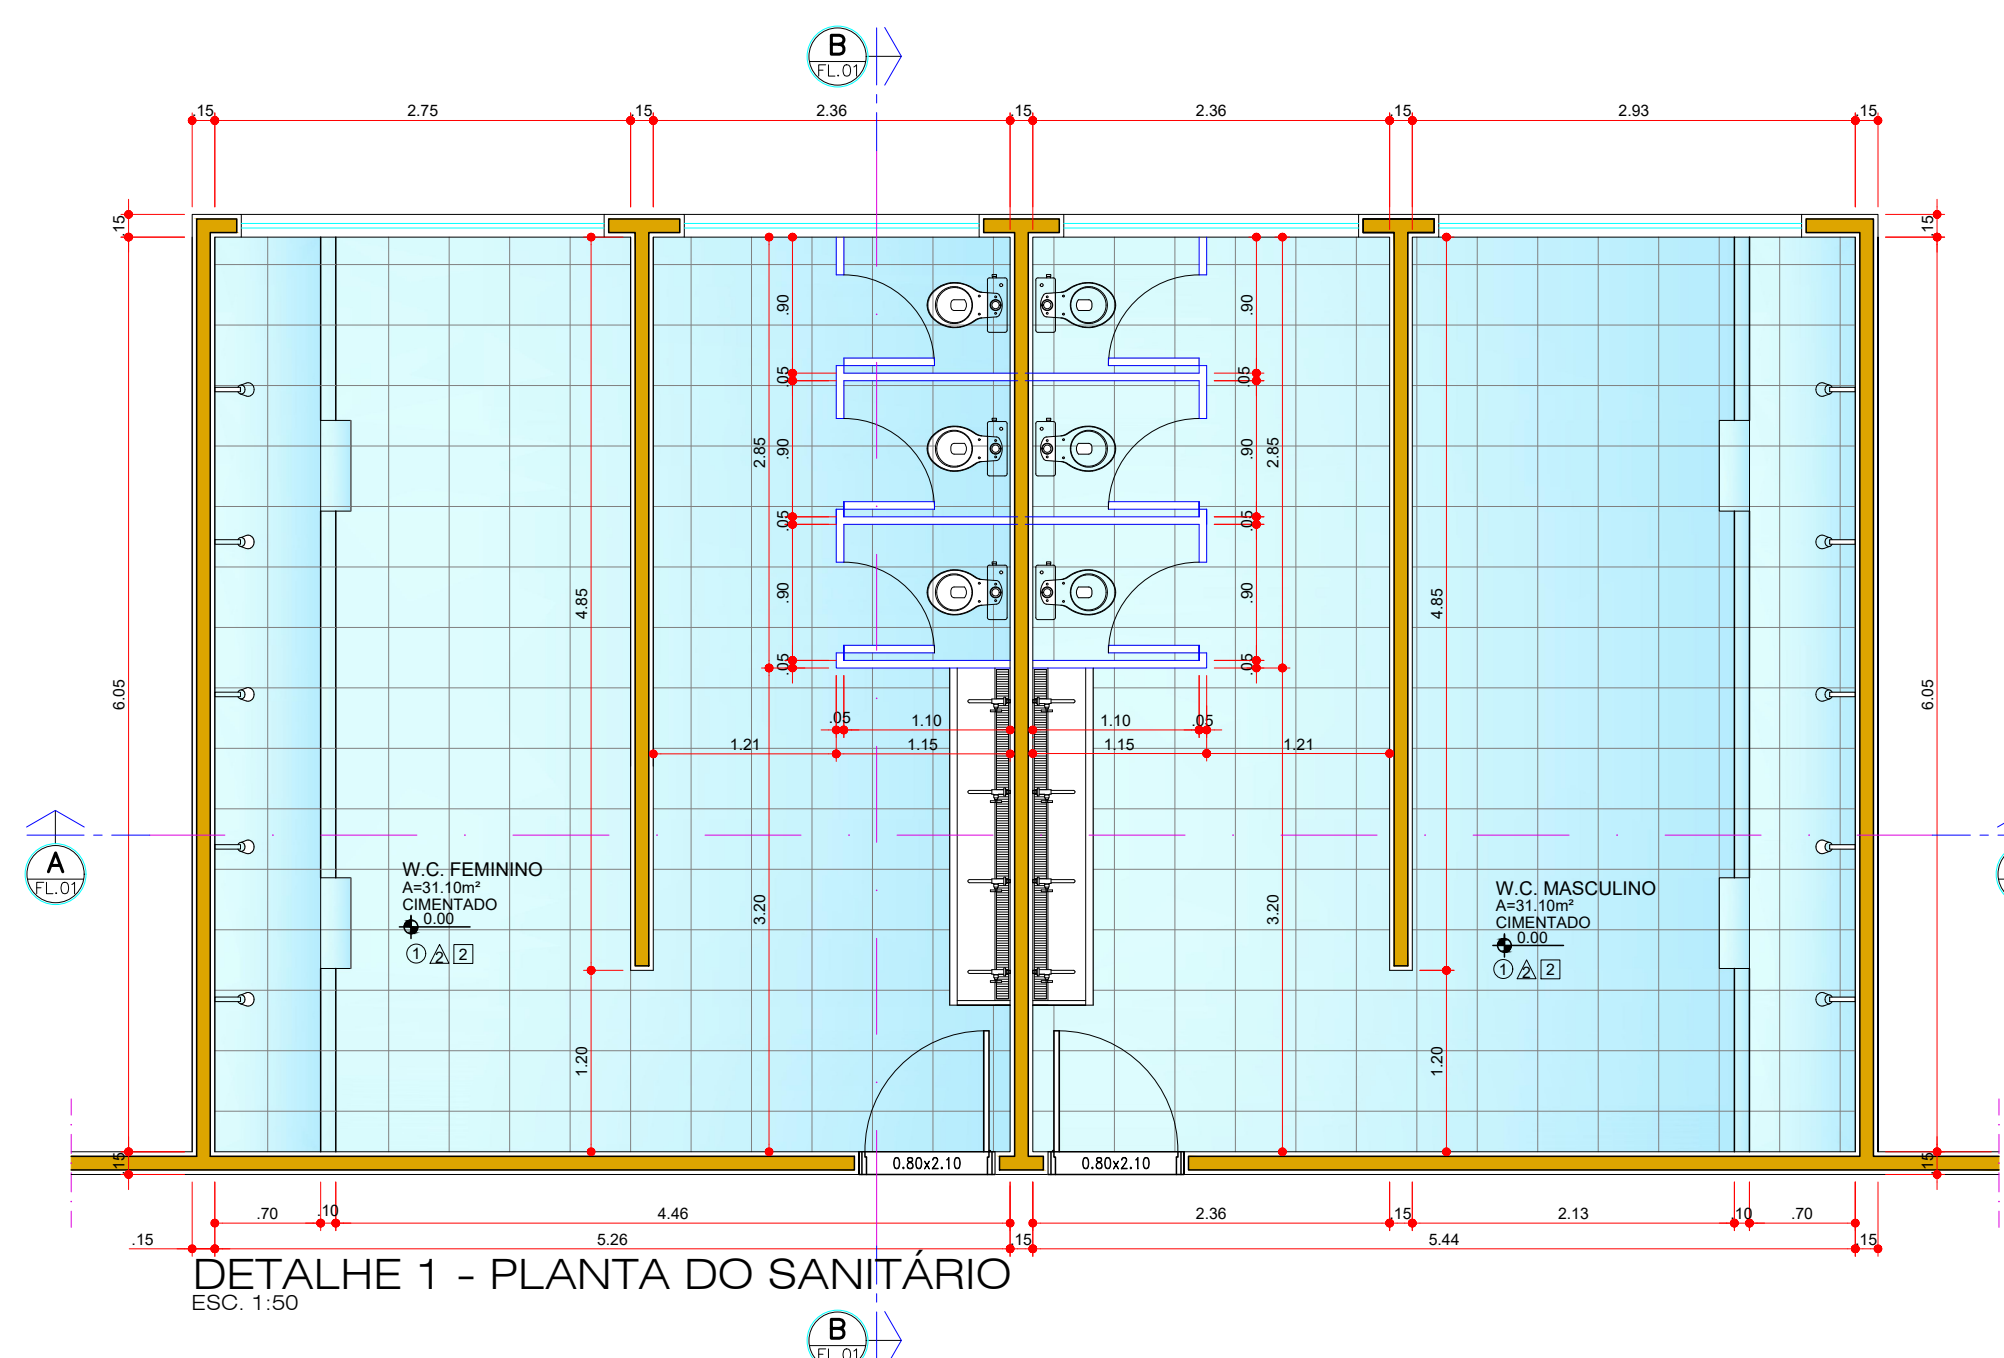 B
FL.01
.15 2.75 .15 2.36 .15 2.36 .15 2.93 .15
.15 .15
.90 .90
.05 .05
2.85 .90 .90 2.85
.05 .05
4.85 .90 .90 4.85
.05 .05
6.05 6.05
.05 1.10 1.10 .05
1.21 1.15 1.15 1.21
A
FL.01
W.C. FEMININO
A=31.10m²
CIMENTADO
0.00
1 2 2
3.20 3.20
W.C. MASCULINO
A=31.10m²
CIMENTADO
0.00
1 2 2
1.20 1.20
.15 0.80x2.10 0.80x2.10 .15
.70 .10 4.46 2.36 .15 2.13 .10 .70
.15 5.26 .15 5.44 .15
DETALHE 1 - PLANTA DO SANITÁRIO
ESC. 1:50
B
FL.01